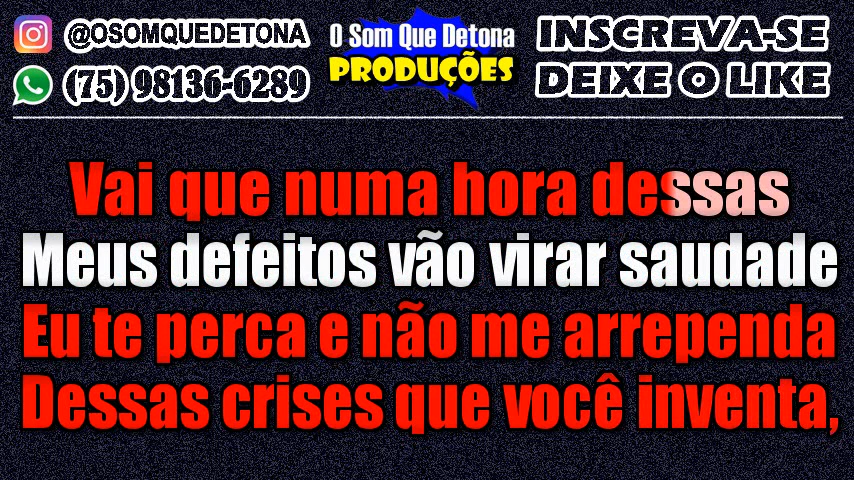 @OSOMQUEDETONA
(75) 98136-6289
O Som Que Detona
PRODUÇÕES
INSCREVA-SE
DEIXE O LIKE
Vai que numa hora dessas
Meus defeitos vão virar saudade
Eu te perca e não me arrependa
Dessas crises que você inventa,